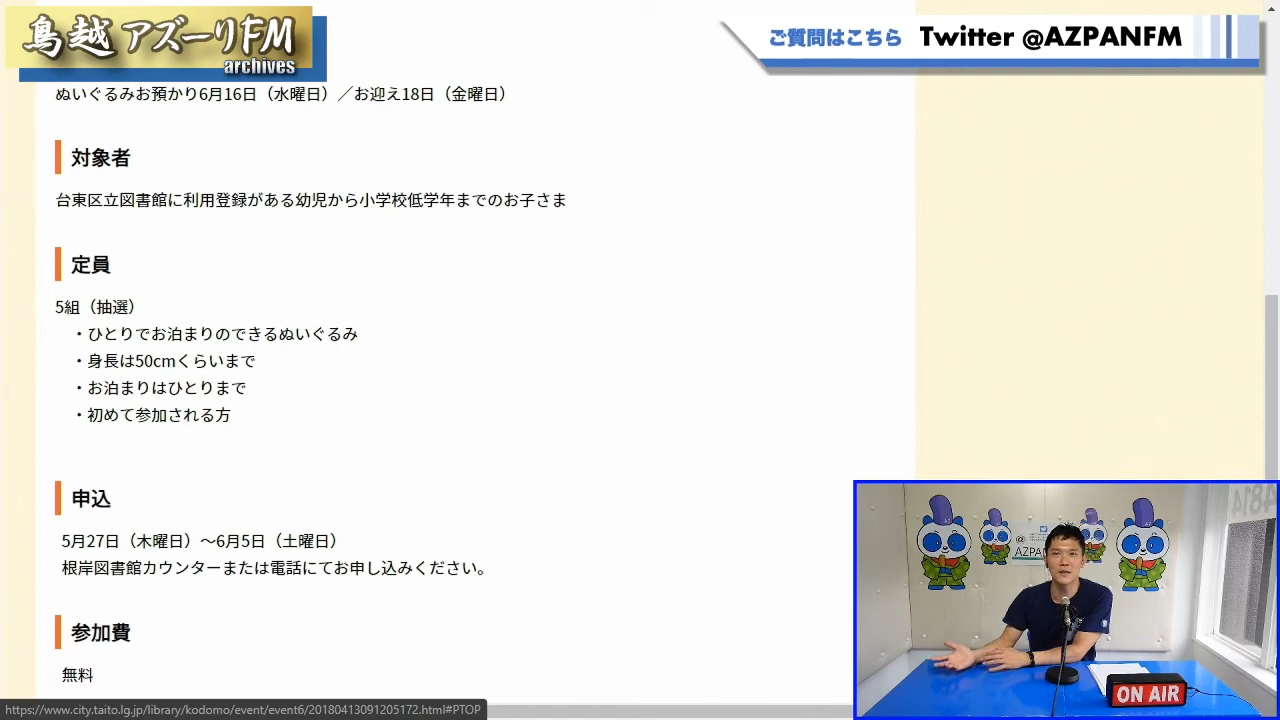 鳥越アズーリFM
archives
ご質問はこちら Twitter @AZPANFM
ぬいぐるみお預かり6月16日（水曜日）／お迎え18日（金曜日）
対象者
台東区立図書館に利用登録がある幼児から小学校低学年までのお子さま
定員
5組（抽選）
・ひとりでお泊まりのできるぬいぐるみ
・身長は50cmくらいまで
・お泊まりはひとりまで
・初めて参加される方
申込
5月27日（木曜日）～6月5日（土曜日）
根岸図書館カウンターまたは電話にてお申し込みください。
参加費
無料
ON AIR
https://www.city.taito.lg.jp/library/kodomo/event/event6/20180413091205172.html#PTOP